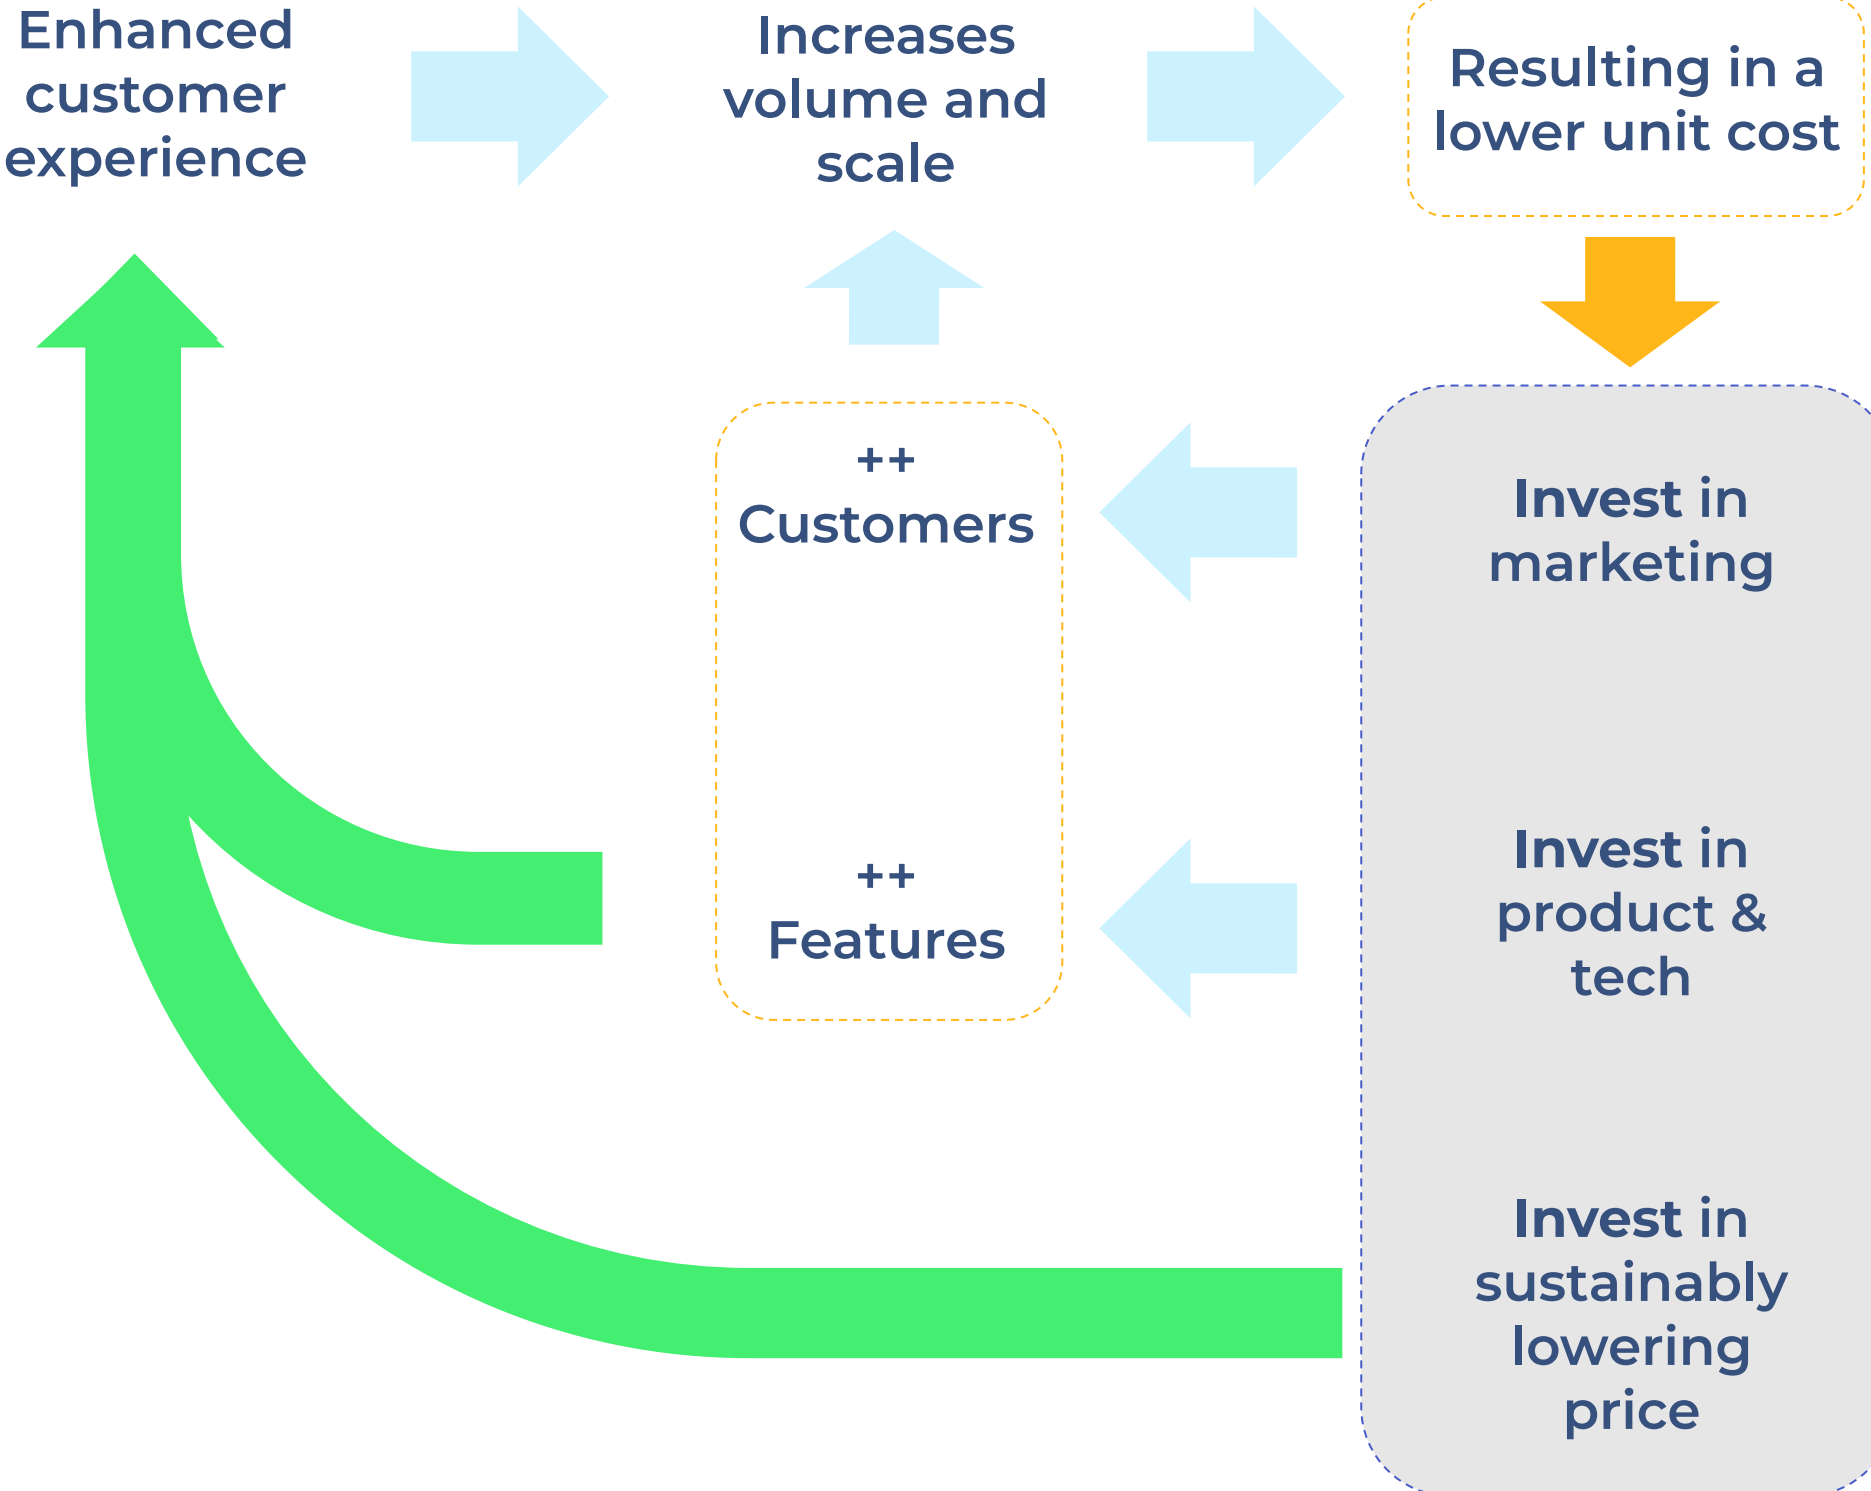 Enhanced
customer
experience
Increases
volume and
scale
Resulting in a
lower unit cost
++
Customers
Invest in
marketing
++
Features
Invest in
product &
tech
Invest in
sustainably
lowering
price